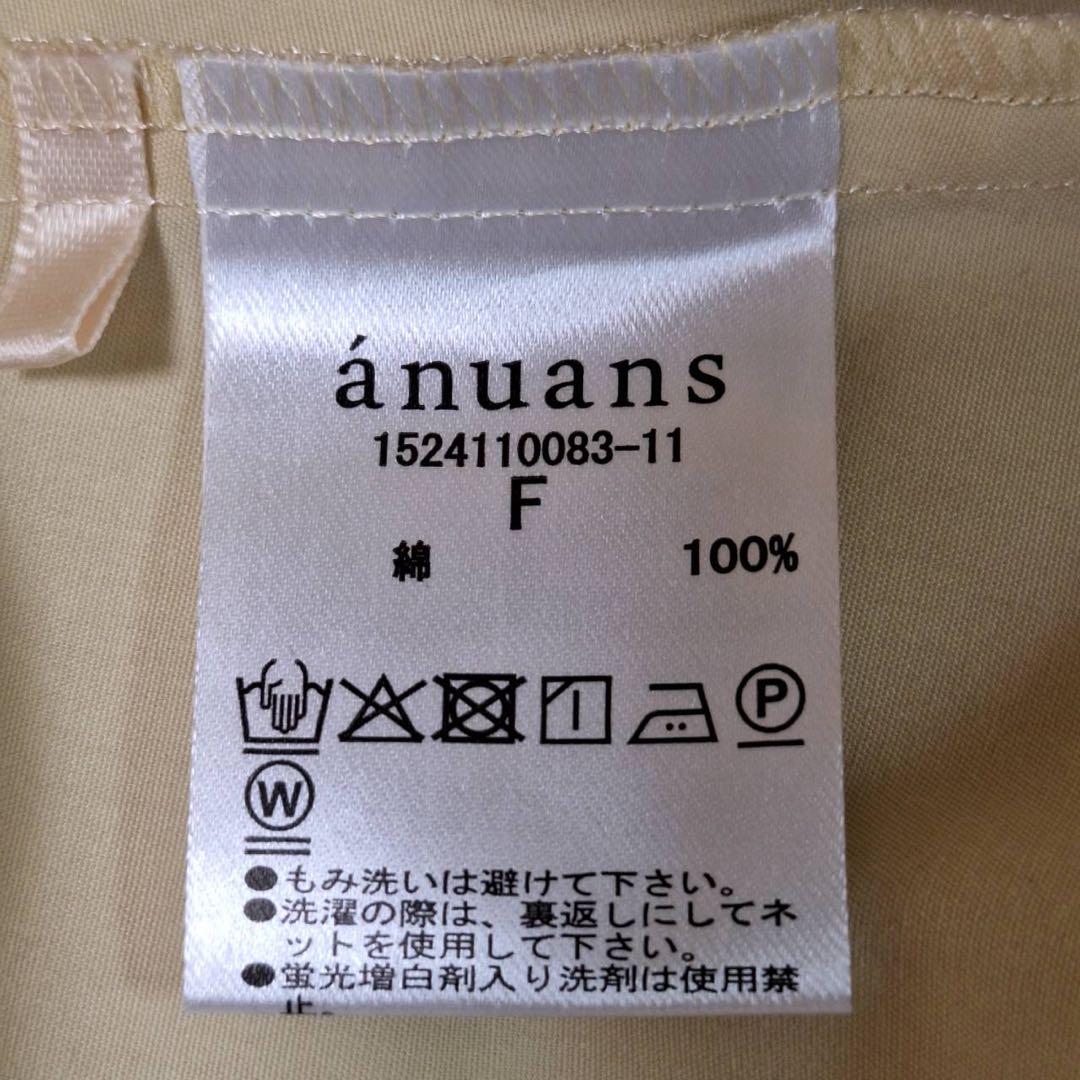 ánuans
1524110083-11
F
綿 100%
P
W
●もみ洗いは避けて下さい。
●洗濯の際は、裏返しにしてネ
ットを使用して下さい。
●蛍光増白剤入り洗剤は使用禁
止。